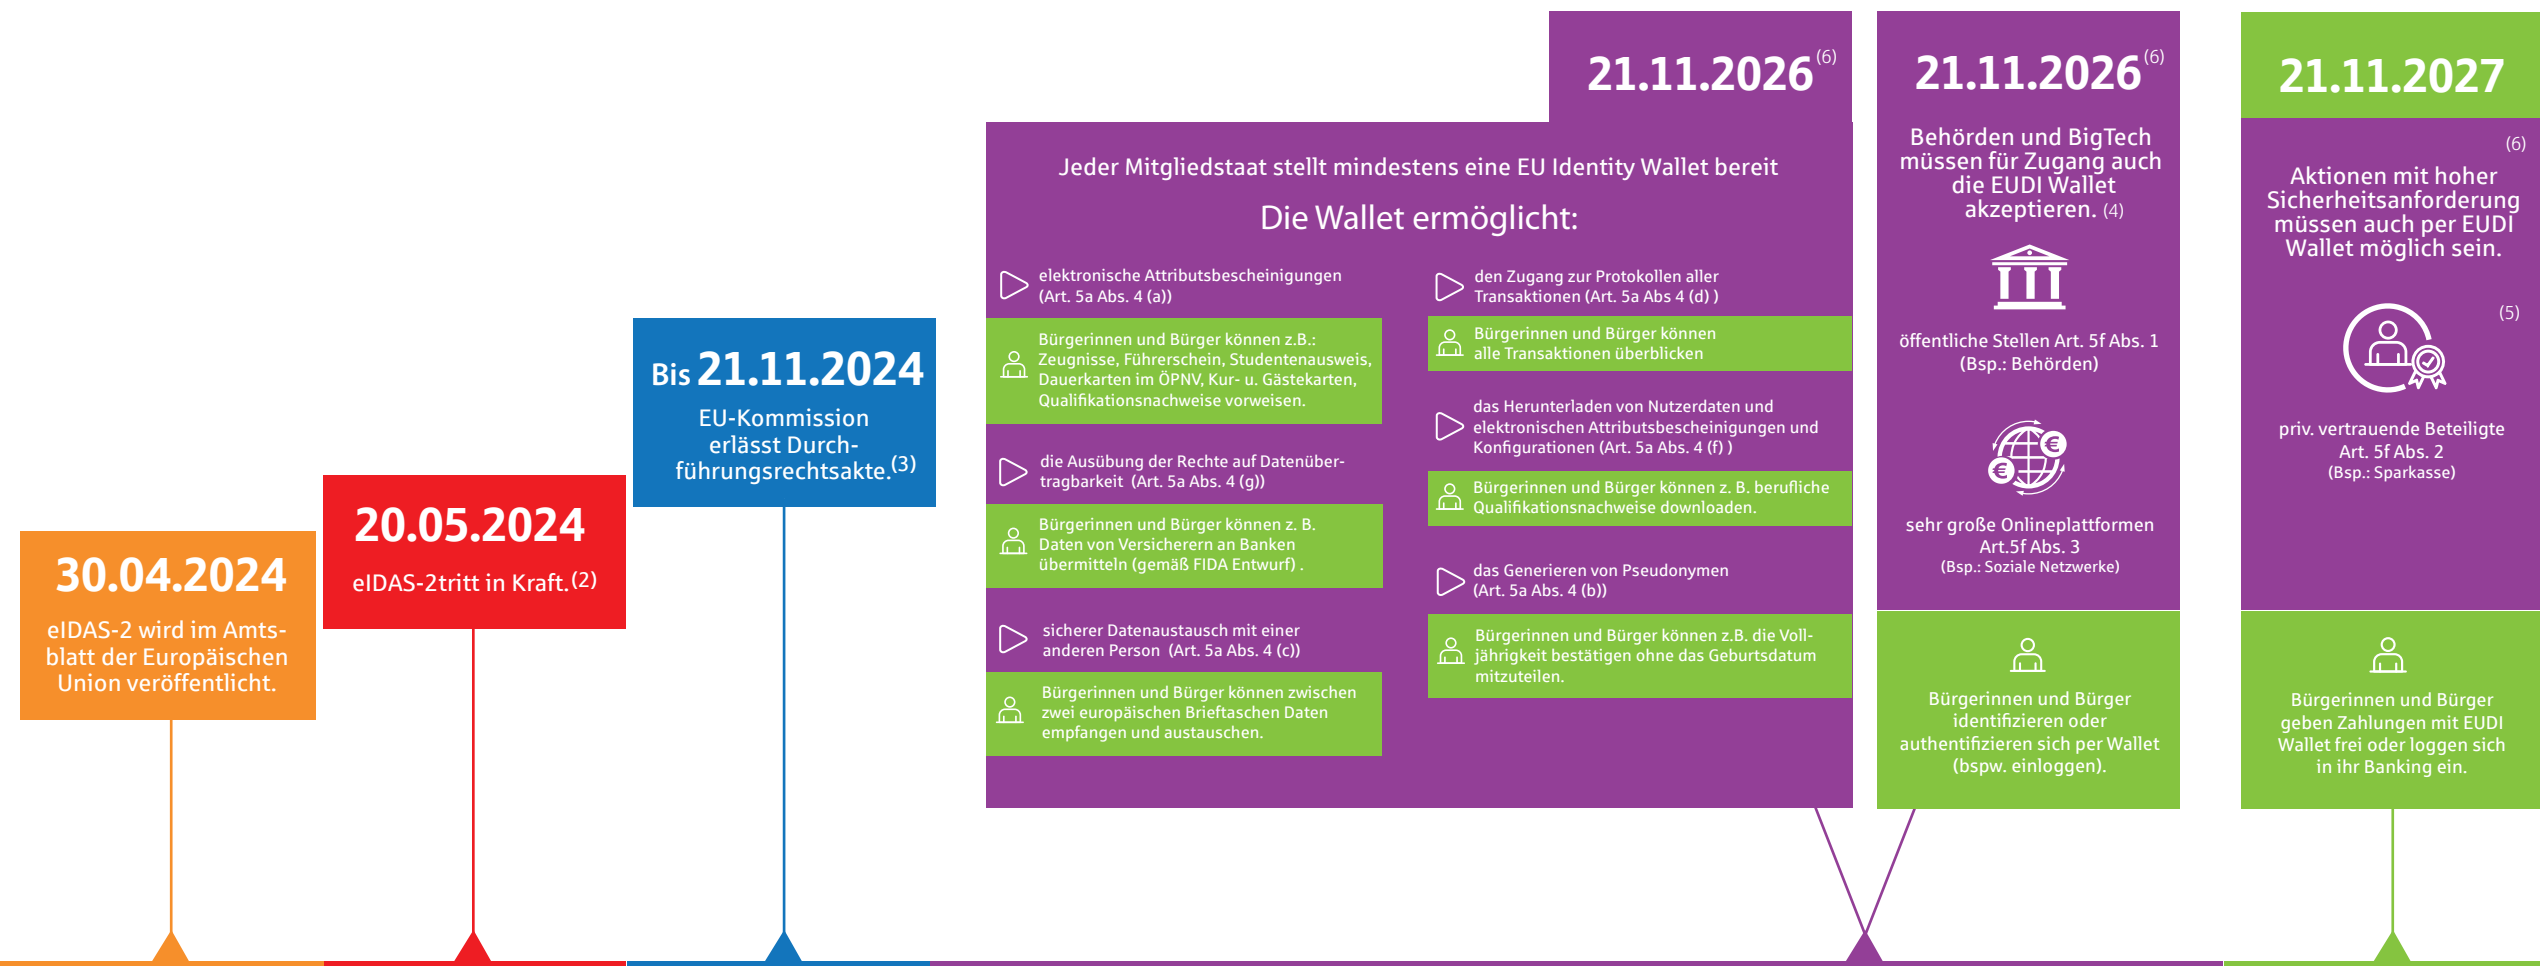 30.04.2024
eIDAS-2 wird im Amts-
blatt der Europäischen
Union veröffentlicht.
20.05.2024
eIDAS-2tritt in Kraft.(2)
Bis 21.11.2024
EU-Kommission
erlässt Durch-
führungsrechtsakte.(3)
21.11.2026(6)
Jeder Mitgliedstaat stellt mindestens eine EU Identity Wallet bereit
Die Wallet ermöglicht:
elektronische Attributsbescheinigungen
(Art. 5a Abs. 4 (a))
Bürgerinnen und Bürger können z.B.:
Zeugnisse, Führerschein, Studentenausweis,
Dauerkarten im ÖPNV, Kur- u. Gästekarten,
Qualifikationsnachweise vorweisen.
die Ausübung der Rechte auf Datenüber-
tragbarkeit (Art. 5a Abs. 4 (g))
Bürgerinnen und Bürger können z. B.
Daten von Versicherern an Banken
übermitteln (gemäß FIDA Entwurf) .
sicherer Datenaustausch mit einer
anderen Person (Art. 5a Abs. 4 (c))
Bürgerinnen und Bürger können zwischen
zwei europäischen Brieftaschen Daten
empfangen und austauschen.
den Zugang zur Protokollen aller
Transaktionen (Art. 5a Abs 4 (d) )
Bürgerinnen und Bürger können
alle Transaktionen überblicken
das Herunterladen von Nutzerdaten und
elektronischen Attributsbescheinigungen und
Konfigurationen (Art. 5a Abs. 4 (f) )
Bürgerinnen und Bürger können z. B. berufliche
Qualifikationsnachweise downloaden.
das Generieren von Pseudonymen
(Art. 5a Abs. 4 (b))
Bürgerinnen und Bürger können z.B. die Voll-
jährigkeit bestätigen ohne das Geburtsdatum
mitzuteilen.
21.11.2026(6)
Behörden und BigTech
müssen für Zugang auch
die EUDI Wallet
akzeptieren. (4)
öffentliche Stellen Art. 5f Abs. 1
(Bsp.: Behörden)
€
€
sehr große Onlineplattformen
Art.5f Abs. 3
(Bsp.: Soziale Netzwerke)
Bürgerinnen und Bürger
identifizieren oder
authentifizieren sich per Wallet
(bspw. einloggen).
21.11.2027
(6)
Aktionen mit hoher
Sicherheitsanforderung
müssen auch per EUDI
Wallet möglich sein.
(5)
priv. vertrauende Beteiligte
Art. 5f Abs. 2
(Bsp.: Sparkasse)
Bürgerinnen und Bürger
geben Zahlungen mit EUDI
Wallet frei oder loggen sich
in ihr Banking ein.